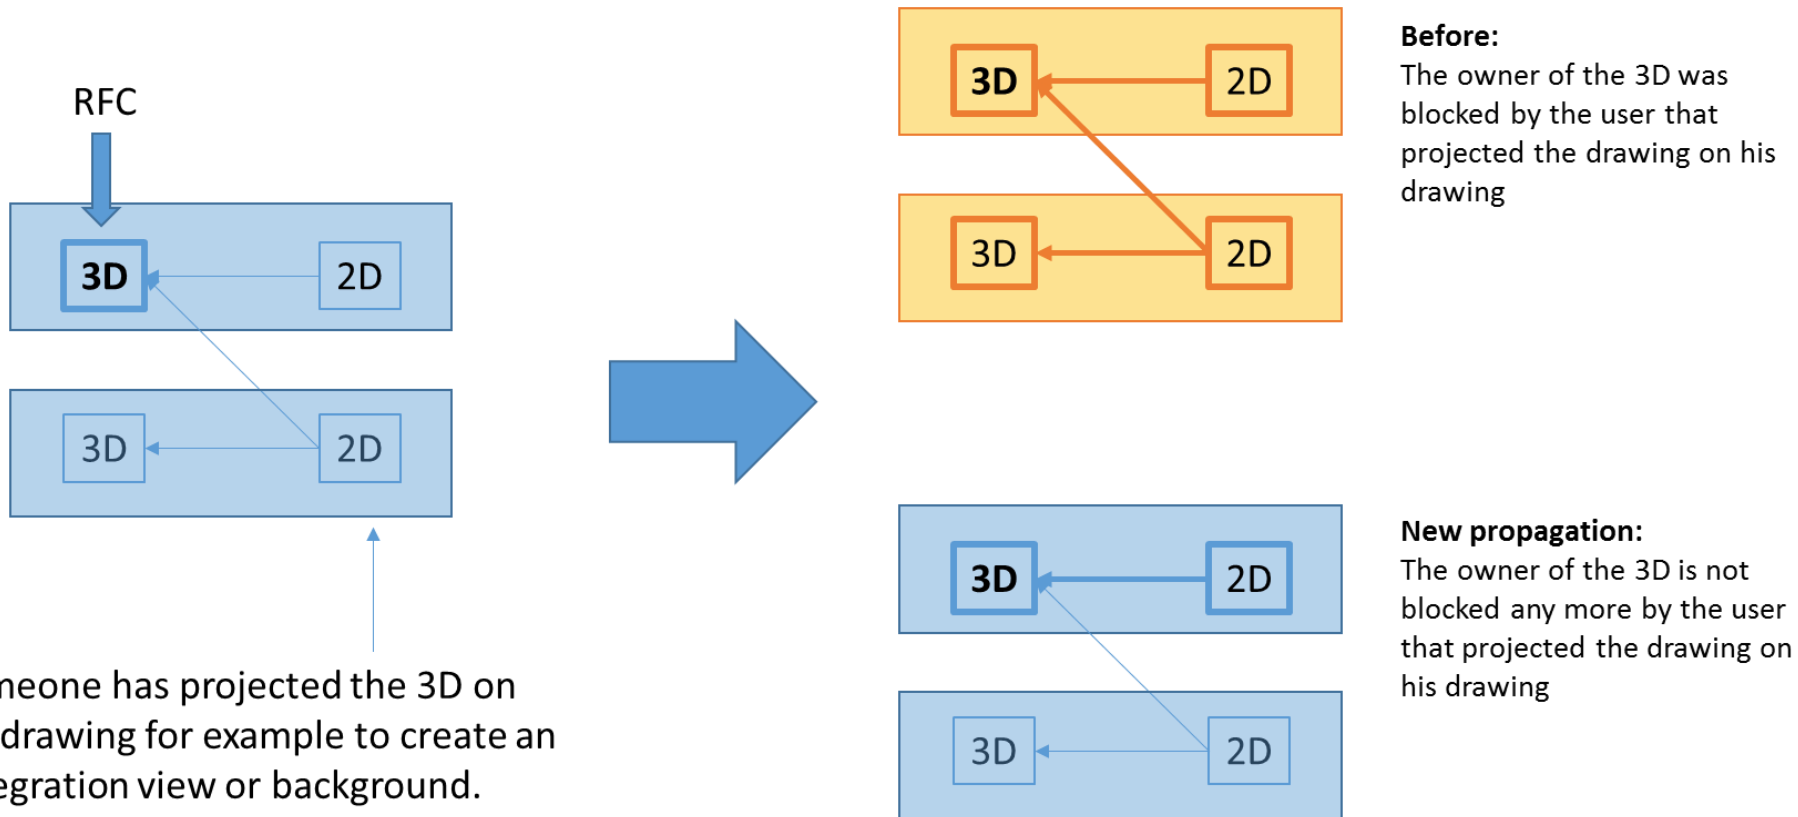 RFC
3D
2D
3D
2D
meone has projected the 3D on
drawing for example to create an
egration view or background.
3D
2D
3D
2D
Before:
The owner of the 3D was
blocked by the user that
projected the drawing on his
drawing
3D
2D
3D
2D
New propagation:
The owner of the 3D is not
blocked any more by the user
that projected the drawing on
his drawing